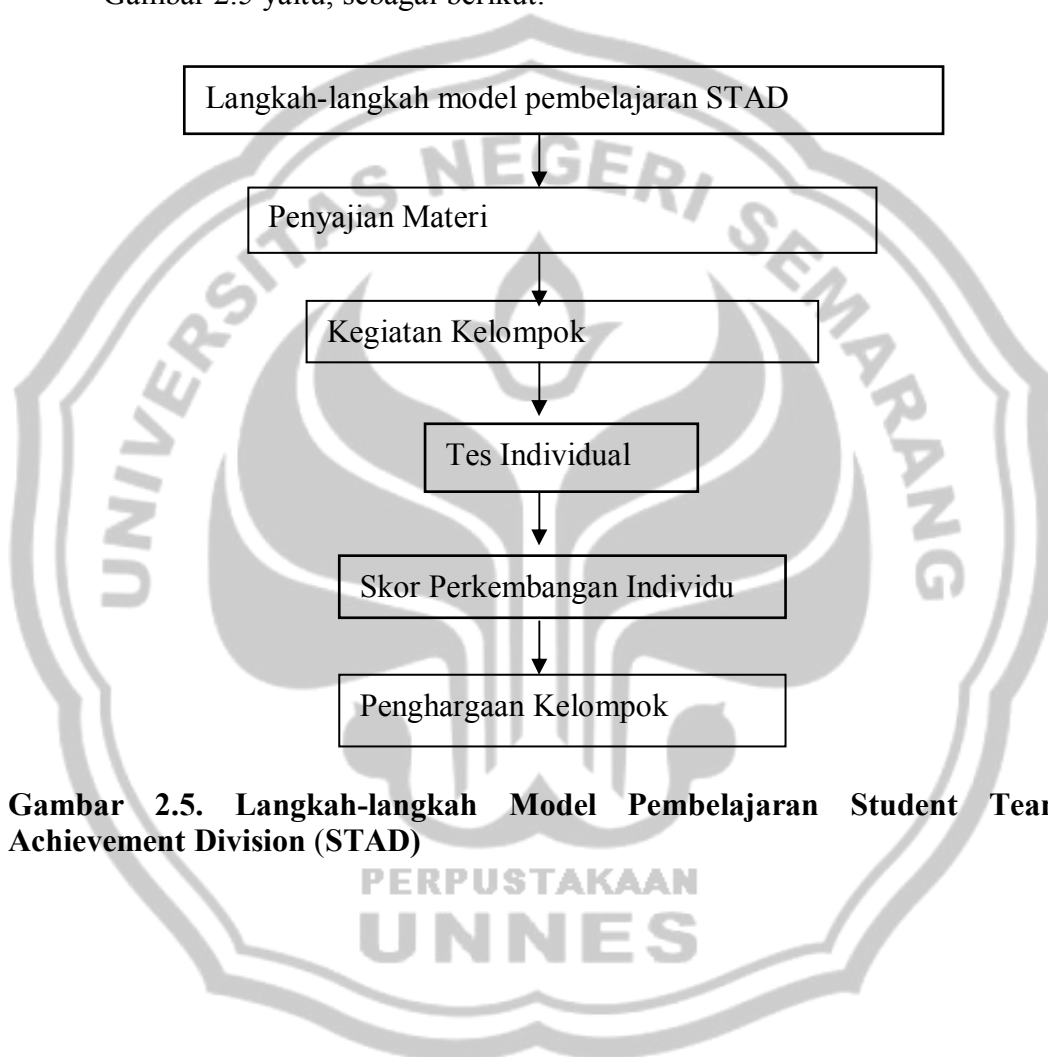 Gambar 2.5 yaitu, sebagai berikut:
Langkah-langkah model pembelajaran STAD
Penyajian Materi
Kegiatan Kelompok
Tes Individual
Skor Perkembangan Individu
Penghargaan Kelompok
Gambar 2.5. Langkah-langkah Model Pembelajaran Student
Achievement Division (STAD)
UNIVERSITAS NEGERI SEMARANG
PERPUSTAKAAN
UNNES